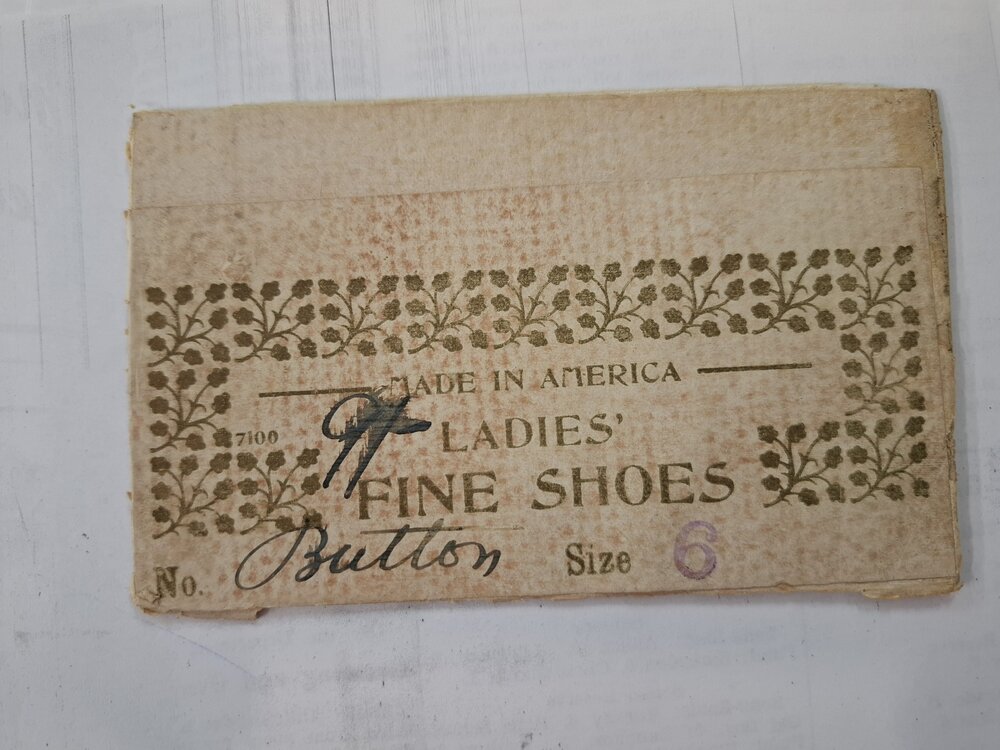 MADE IN AMERICA
7100
LADIES'
FINE SHOES
No. Button Size 6